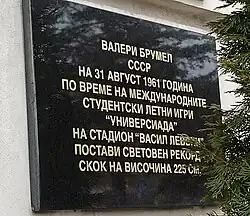 ВАЛЕРИ БРУМЕЛ
СССР
НА 31 АВГУСТ 1961 ГОДИНА
ПО ВРЕМЕ НА МЕЖДУНАРОДНИТЕ
СТУДЕНТСКИ ЛЕТНИ ИГРИ
"УНИВЕРСИАДА"
НА СТАДИОН "ВАСИЛ ЛЕВСКИ"
ПОСТАВИ СВЕТОВЕН РЕКОРД
СКОК НА ВИСОЧИНА 225 СМ.